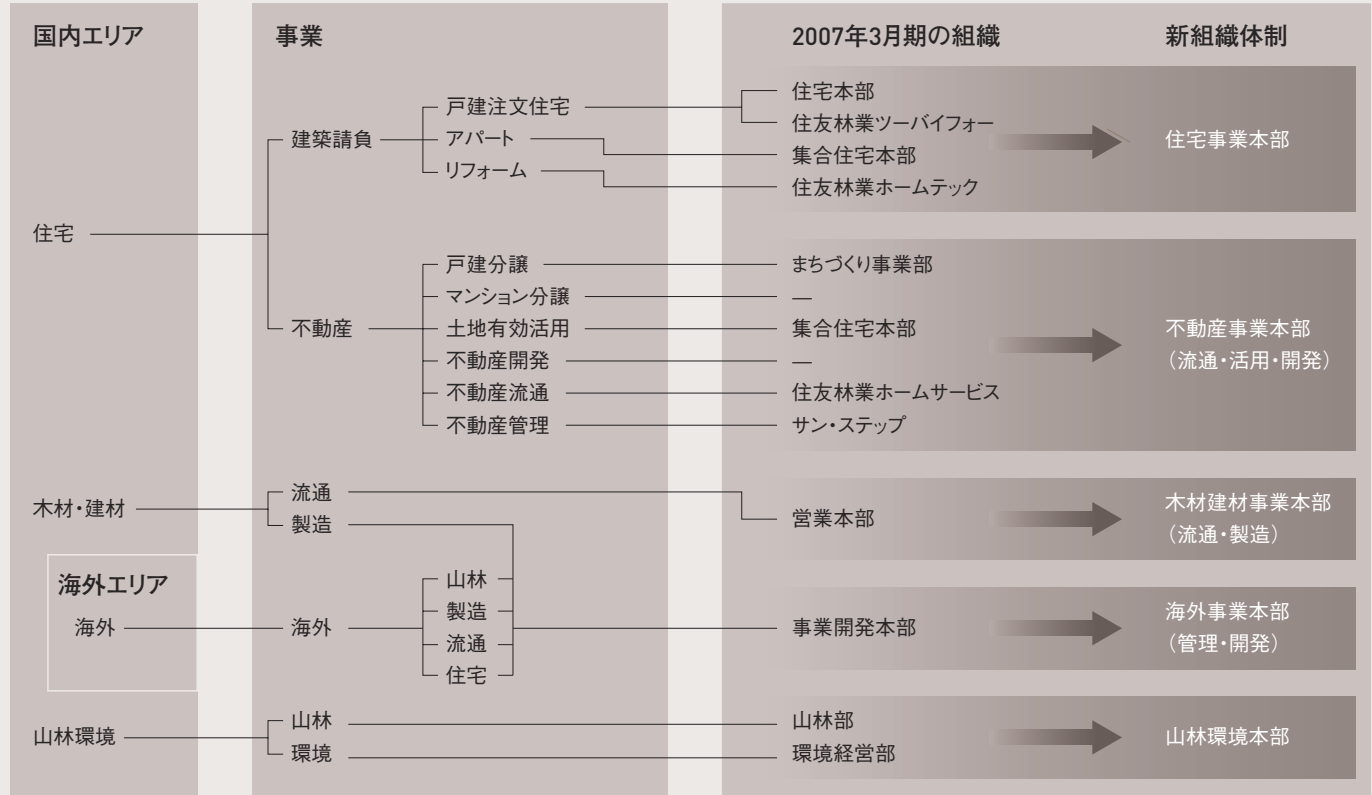 国内エリア
事業
2007年3月期の組織
新組織体制
住宅
建築請負
戸建注文住宅
アパート
リフォーム
住宅本部
住友林業ツーバイフォー
集合住宅本部
住友林業ホームテック
住宅事業本部
不動産
戸建分譲
マンション分譲
土地有効活用
不動産開発
不動産流通
不動産管理
まちづくり事業部
—
集合住宅本部
—
住友林業ホームサービス
サン・ステップ
不動産事業本部
（流通・活用・開発）
木材・建材
流通
製造
営業本部
木材建材事業本部
（流通・製造）
海外エリア
海外
海外
山林
製造
流通
住宅
事業開発本部
海外事業本部
（管理・開発）
山林環境
山林
環境
山林部
環境経営部
山林環境本部